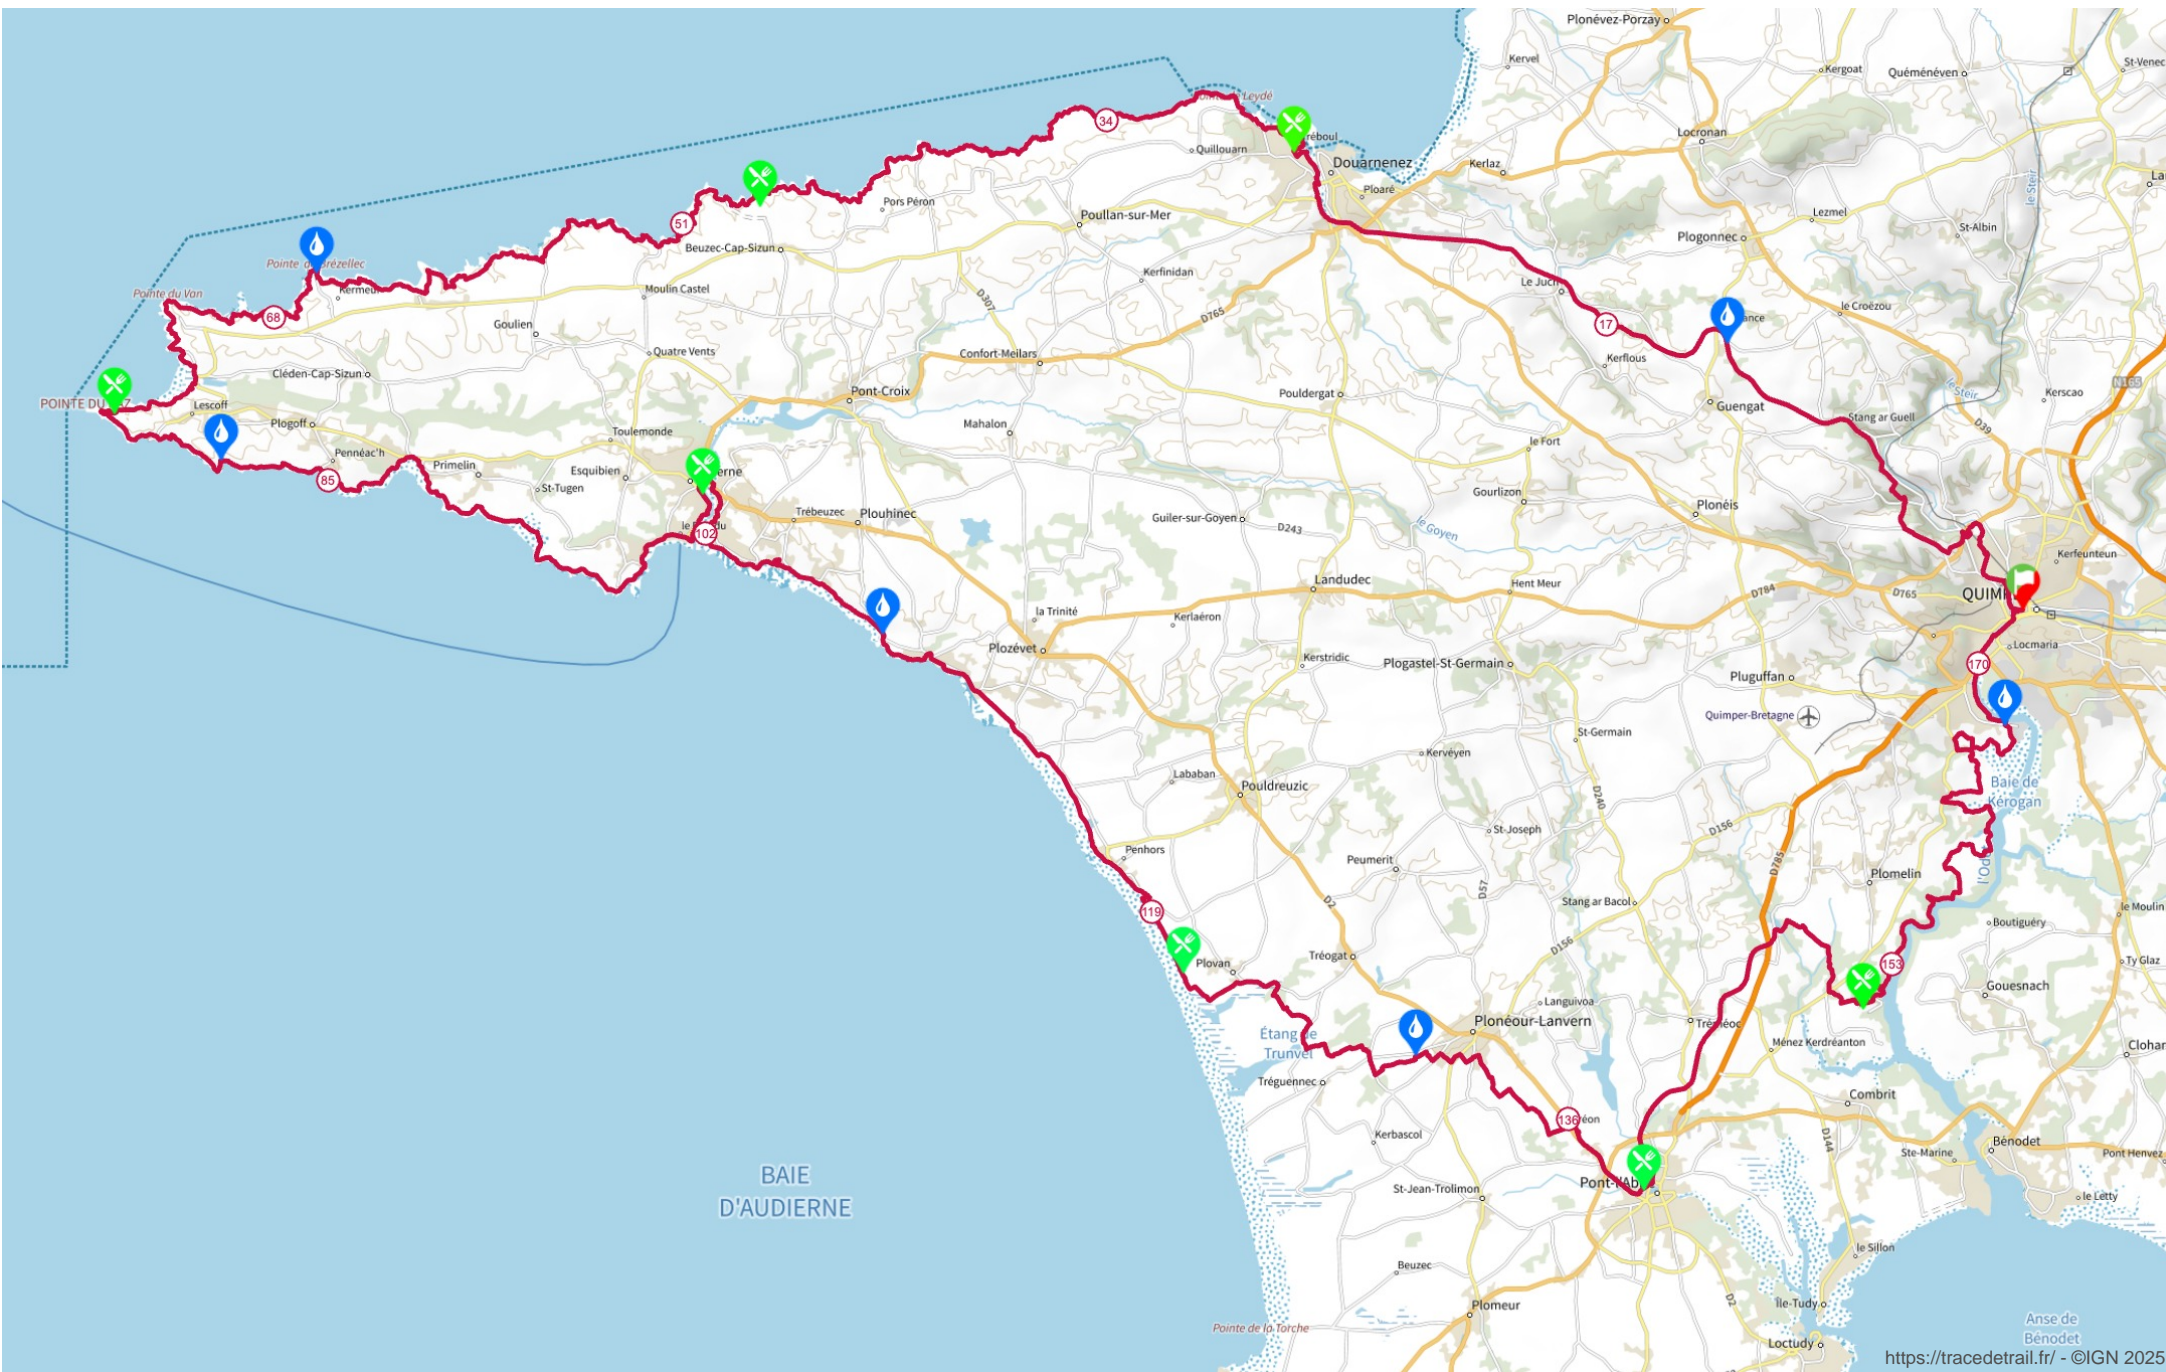 Plonévez-Porzay
Kervel
Kergoat
Quéménéven
St-Venec
Locronan
Leydé
Quillouarn
Douarnenez
Kerlaz
Ploaré
34
Pors Péron
Poullan-sur-Mer
Lezmel
St-Albin
le Steir
51
Beuzec-Cap-Sizun
Plogonnec
Kerfinidan
Pointe du Van
Moulin Castel
D307
D765
Le Juch
le Croëzou
68
Goulien
17
Quatre Vents
Confort-Meilars
Kerflous
Cléden-Cap-Sizun
le Steir
N165
Kerscao
Pont-Croix
Pouldergat
Guengat
Stang ar Guell
D39
Lescoff
Plogoff
Mahalon
Toulemonde
le Fort
Pennéac'h
Primelin
Esquibien
85
St-Tugen
Gourlizon
Plonéis
Trébeuzec
Plouhinec
Guiler-sur-Goyen
D243
le Goyen
102
Kerfeunteun
Landudec
Hent Meur
D784
D765
la Trinité
Kerlaéron
Locmaria
Plozévet
Kerstridic
Plogastel-St-Germain
170
Pluguffan
Quimper-Bretagne
St-Germain
Kervéyen
Lababan
Pouldreuzic
D240
Baie de
Kérogan
St-Joseph
D156
Penhors
Peumerit
D785
l'Odet
Plomelin
D57
D2
Stang ar Bacol
le Moulin
119
Boutiguéry
D156
Plovan
Tréogat
153
Ty Glaz
Gouesnach
Languivoa
Plonéour-Lanvern
Étang de
Trunvel
Tréméoc
Ménez Kerdréanton
Tréguennec
Combrit
136
Kerbascol
D144
Bénodet
Ste-Marine
Pont Henvez
BAIE
D'AUDIERNE
St-Jean-Trolimon
le Letty
le Sillon
Beuzec
D2
Plomeur
Île-Tudy
Pointe de la Torche
Anse de
Bénodet
Loctudy
https://tracedetrail.fr/ - ©IGN 2025